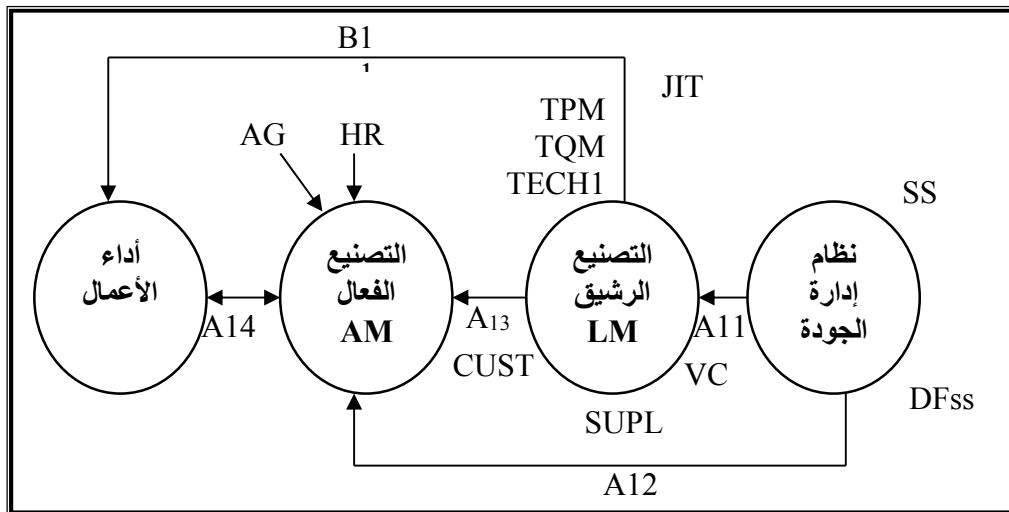 B1
JIT
TPM
TQM
TECH1
AG
HR
SS
نظام
إدارة
الجودة
التصنيع
الرشيق
LM
التصنيع
الفعال
AM
أداء
الأعمال
A11
A13
A14
VC
CUST
SUPL
DFss
A12